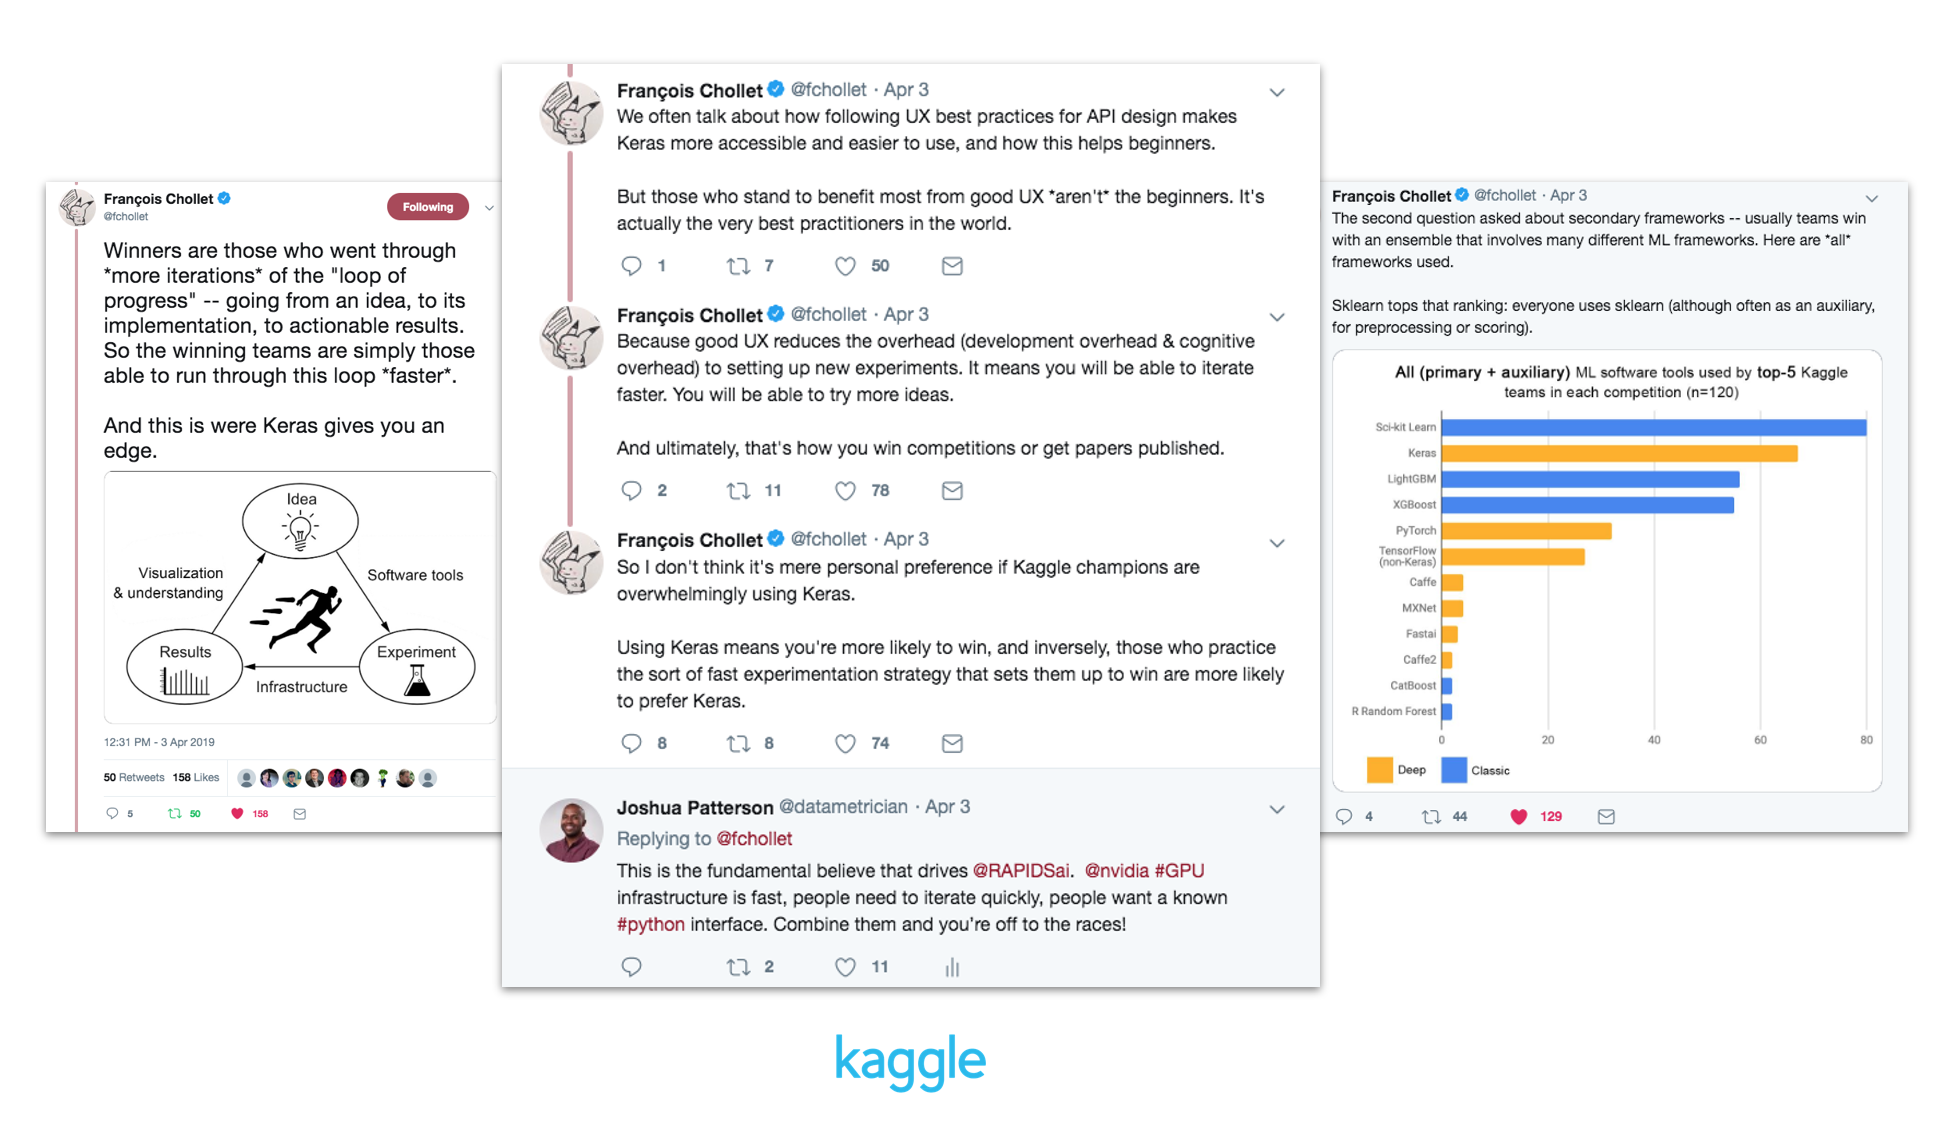 François Chollet
@fchollet
Following
Winners are those who went through
*more iterations* of the "loop of
progress" -- going from an idea, to its
implementation, to actionable results.
So the winning teams are simply those
able to run through this loop *faster*.
And this is were Keras gives you an
edge.
Idea
Visualization
& understanding
Software tools
Results
Experiment
Infrastructure
12:31 PM - 3 Apr 2019
50 Retweets 158 Likes
5 50 158
François Chollet @fchollet · Apr 3
We often talk about how following UX best practices for API design makes
Keras more accessible and easier to use, and how this helps beginners.
But those who stand to benefit most from good UX *aren't* the beginners. It's
actually the very best practitioners in the world.
1 7 50
François Chollet @fchollet · Apr 3
Because good UX reduces the overhead (development overhead & cognitive
overhead) to setting up new experiments. It means you will be able to iterate
faster. You will be able to try more ideas.
And ultimately, that's how you win competitions or get papers published.
2 11 78
François Chollet @fchollet · Apr 3
So I don't think it's mere personal preference if Kaggle champions are
overwhelmingly using Keras.
Using Keras means you're more likely to win, and inversely, those who practice
the sort of fast experimentation strategy that sets them up to win are more likely
to prefer Keras.
8 8 74
Joshua Patterson @datametrician · Apr 3
Replying to @fchollet
This is the fundamental believe that drives @RAPIDSai. @nvidia #GPU
infrastructure is fast, people need to iterate quickly, people want a known
#python interface. Combine them and you're off to the races!
2 11
François Chollet @fchollet · Apr 3
The second question asked about secondary frameworks -- usually teams win
with an ensemble that involves many different ML frameworks. Here are *all*
frameworks used.
Sklearn tops that ranking: everyone uses sklearn (although often as an auxiliary,
for preprocessing or scoring).
All (primary + auxiliary) ML software tools used by top-5 Kaggle
teams in each competition (n=120)
Sci-kit Learn
Keras
LightGBM
XGBoost
PyTorch
TensorFlow
(non-Keras)
Caffe
MXNet
Fastai
Caffe2
CatBoost
R Random Forest
0 20 40 60 80
Deep Classic
4 44 129
kaggle